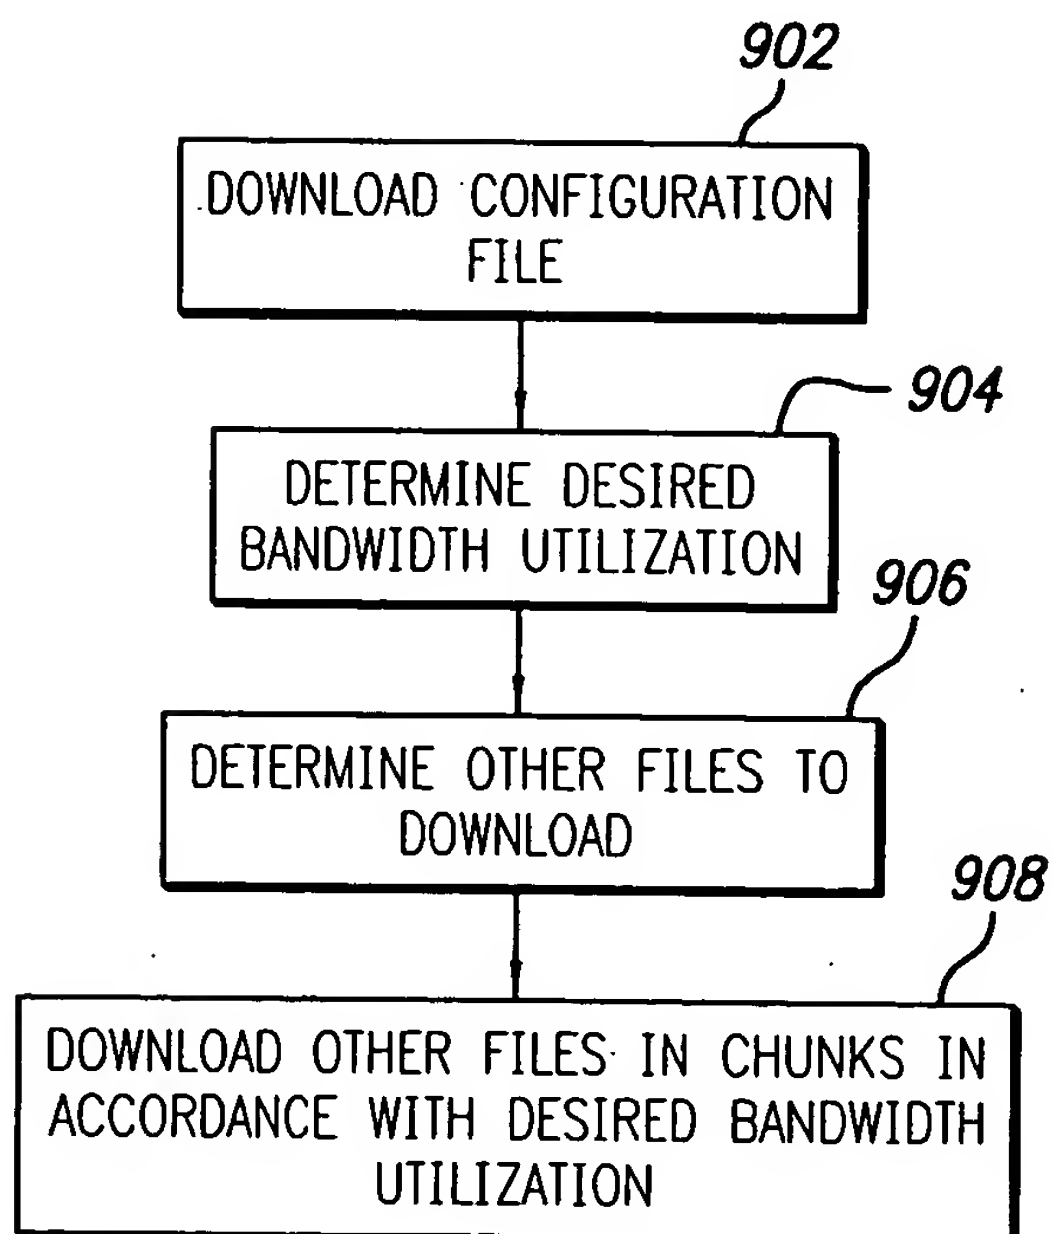 902
DOWNLOAD CONFIGURATION
FILE
904
DETERMINE DESIRED
BANDWIDTH UTILIZATION
906
DETERMINE OTHER FILES TO
DOWNLOAD
908
DOWNLOAD OTHER FILES IN CHUNKS IN
ACCORDANCE WITH DESIRED BANDWIDTH
UTILIZATION